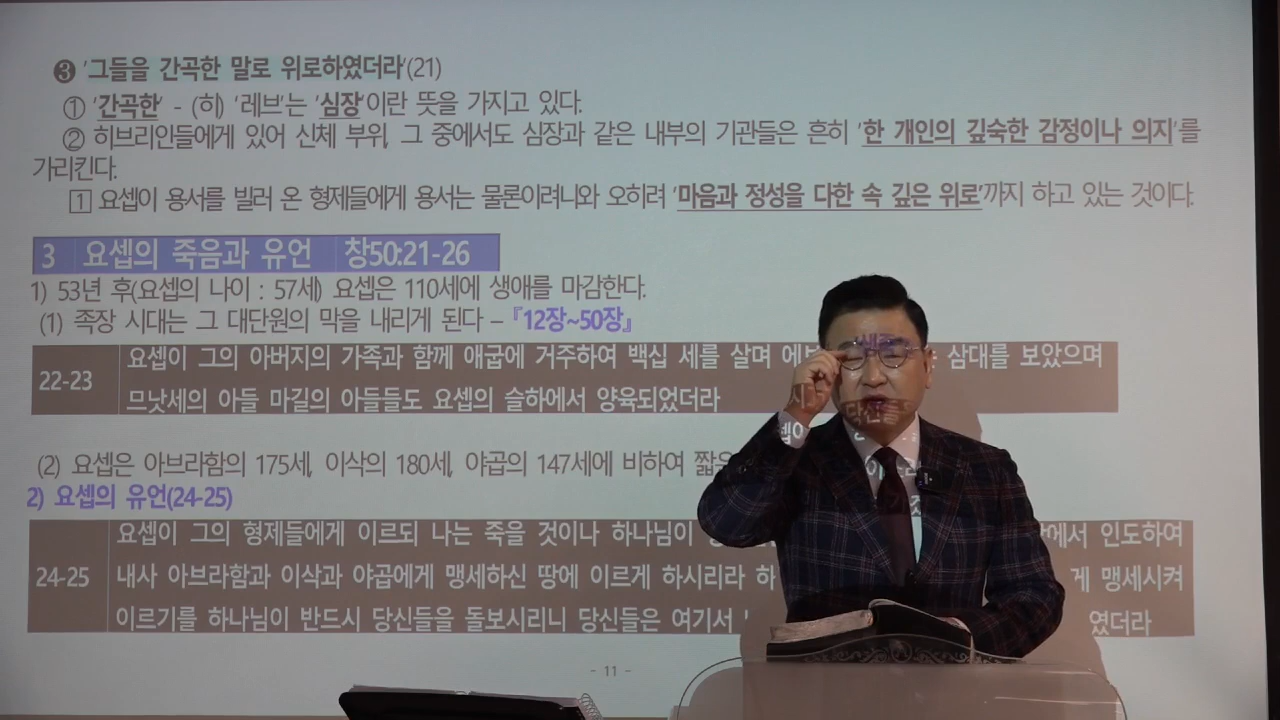 ❸ '그들을 간곡한 말로 위로하였더라'(21)
① '간곡한' - (히) '레브'는 '심장'이란 뜻을 가지고 있다.
② 히브리인들에게 있어 신체 부위, 그 중에서도 심장과 같은 내부의 기관들은 흔히 '한 개인의 깊숙한 감정이나 의지'를
가리킨다.
1 요셉이 용서를 빌러 온 형제들에게 용서는 물론이려니와 오히려 '마음과 정성을 다한 속 깊은 위로'까지 하고 있는 것이다.
3 요셉의 죽음과 유언 창50:21-26
1) 53년 후(요셉의 나이 : 57세) 요셉은 110세에 생애를 마감한다.
(1) 족장 시대는 그 대단원의 막을 내리게 된다 – 『12장~50장』
22-23
요셉이 그의 아버지의 가족과 함께 애굽에 거주하여 백십 세를 살며 삼대를 보았으며
므낫세의 아들 마길의 아들들도 요셉의 슬하에서 양육되었더라
(2) 요셉은 아브라함의 175세, 이삭의 180세, 야곱의 147세에 비하여
2) 요셉의 유언(24-25)
24-25
요셉이 그의 형제들에게 이르되 나는 죽을 것이나 하나님이 인도하여
내사 아브라함과 이삭과 야곱에게 맹세하신 땅에 이르게 하시리라 하 게 맹세시켜
이르기를 하나님이 반드시 당신들을 돌보시리니 당신들은 여기서 였더라
- 11 -